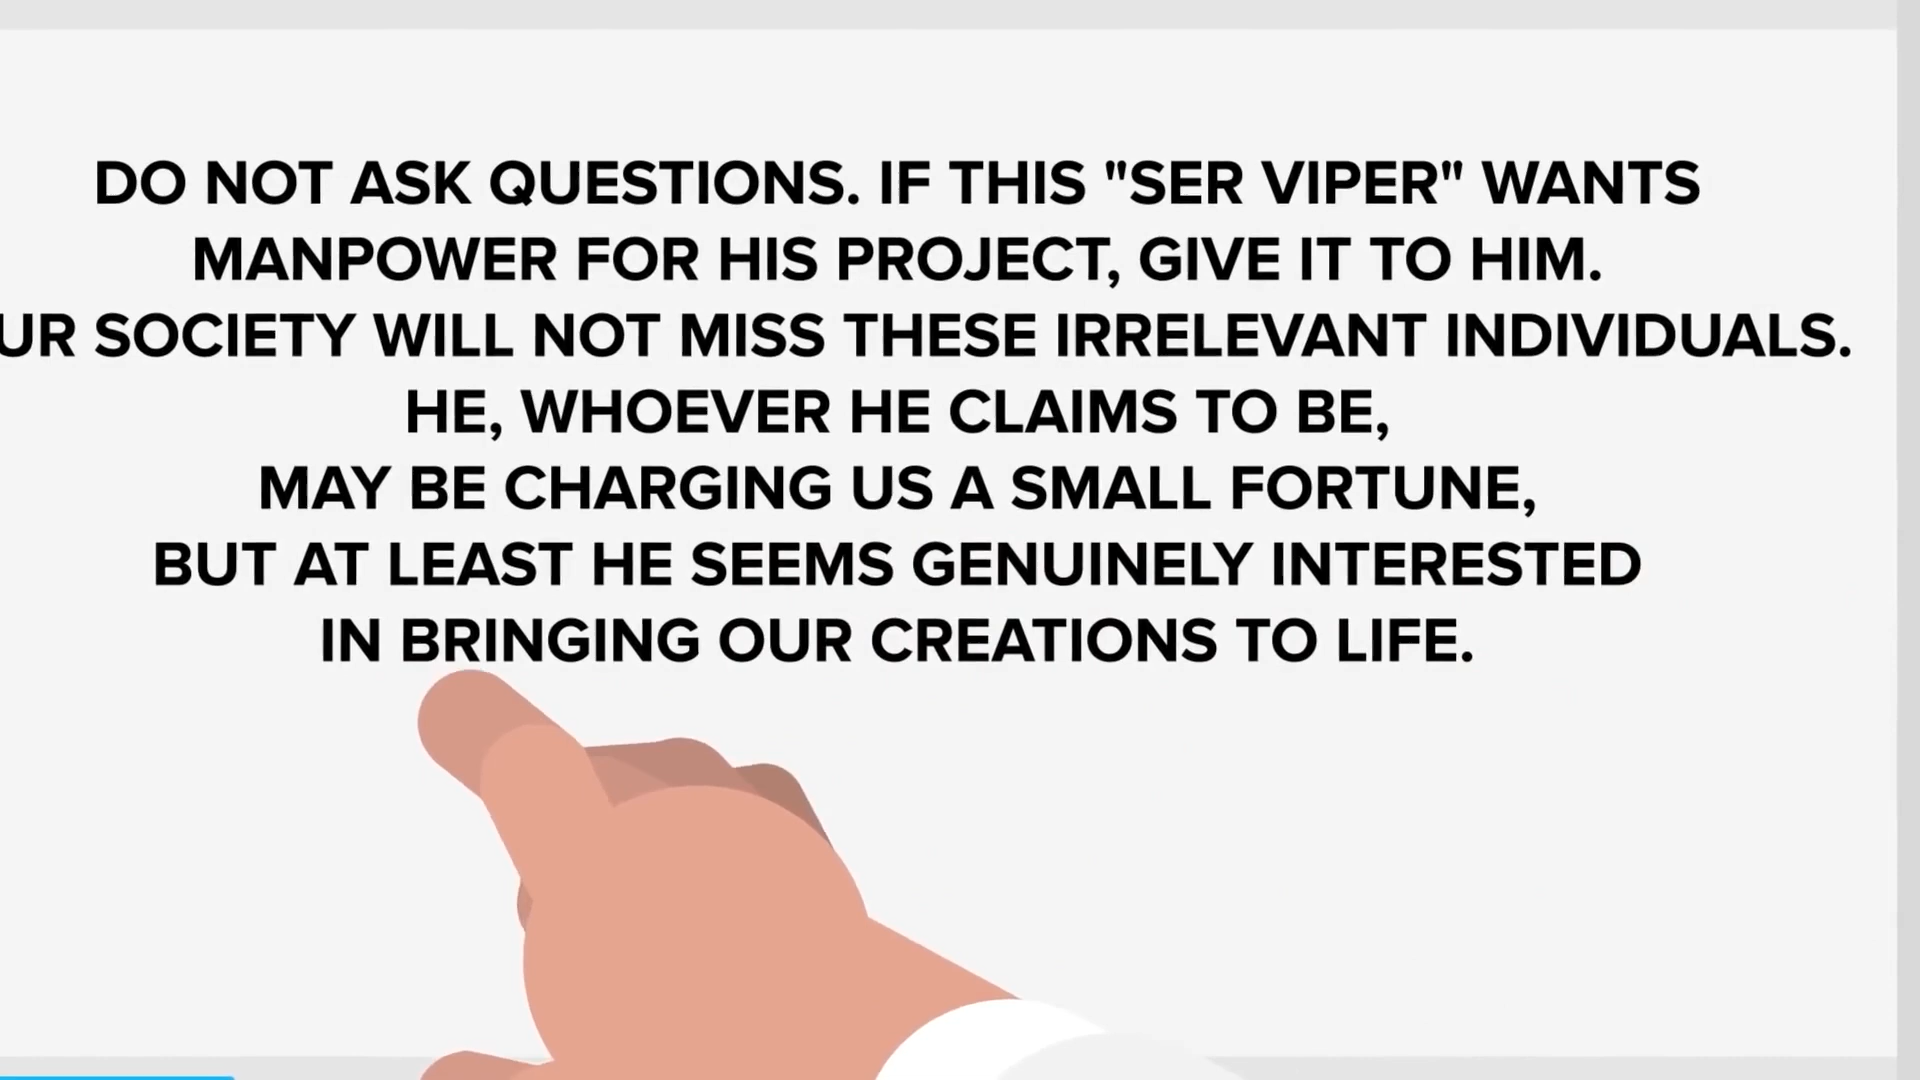 DO NOT ASK QUESTIONS. IF THIS "SER VIPER" WANTS
MANPOWER FOR HIS PROJECT, GIVE IT TO HIM.
UR SOCIETY WILL NOT MISS THESE IRRELEVANT INDIVIDUALS.
HE, WHOEVER HE CLAIMS TO BE,
MAY BE CHARGING US A SMALL FORTUNE,
BUT AT LEAST HE SEEMS GENUINELY INTERESTED
IN BRINGING OUR CREATIONS TO LIFE.